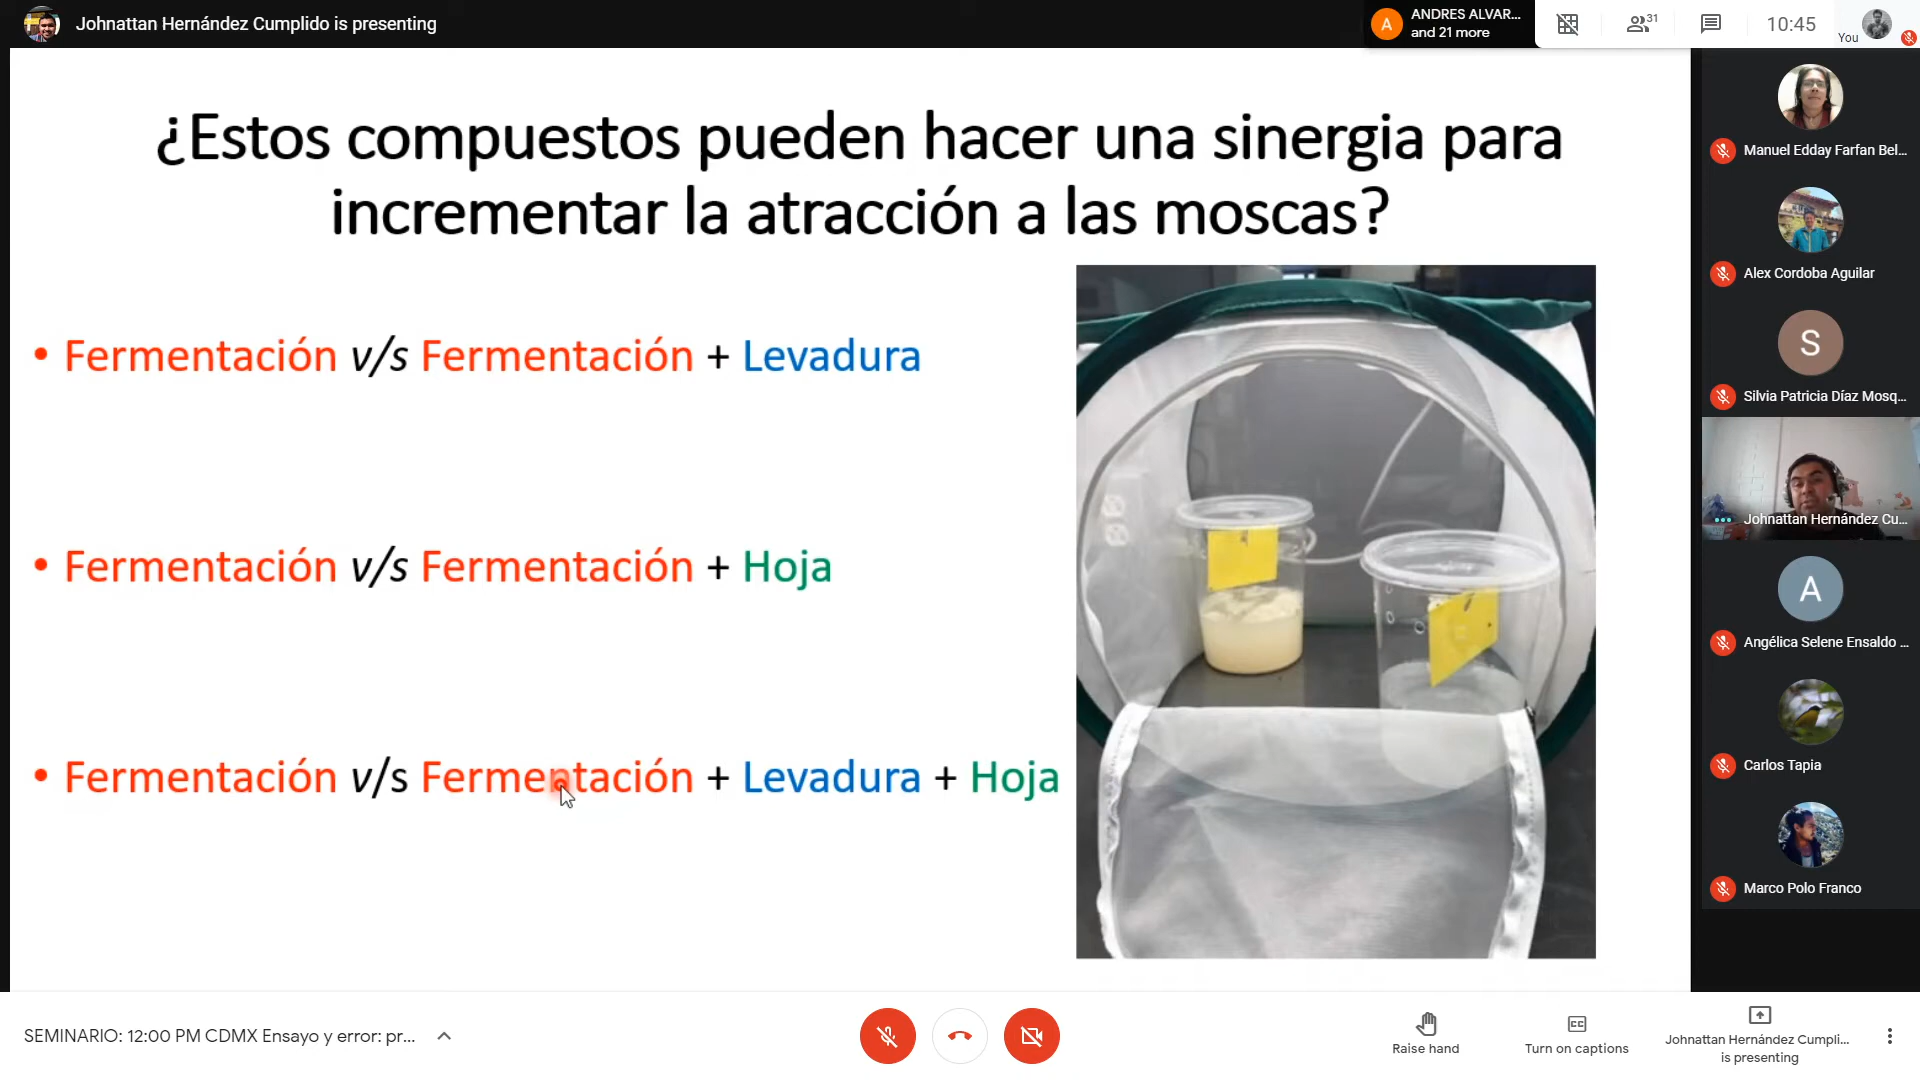 Johnattan Hernández Cumplido is presenting
A
ANDRES ALVAR...
and 21 more
31
10:45
You
¿Estos compuestos pueden hacer una sinergia para
incrementar la atracción a las moscas?
• Fermentación v/s Fermentación + Levadura
• Fermentación v/s Fermentación + Hoja
• Fermentación v/s Fermentación + Levadura + Hoja
Manuel Edday Farfan Bel...
Alex Cordoba Aguilar
S
Silvia Patricia Díaz Mosq...
Johnattan Hernández Cu...
A
Angélica Selene Ensaldo ...
Carlos Tapia
Marco Polo Franco
SEMINARIO: 12:00 PM CDMX Ensayo y error: pr...
Raise hand
Turn on captions
Johnattan Hernández Cumpli...
is presenting